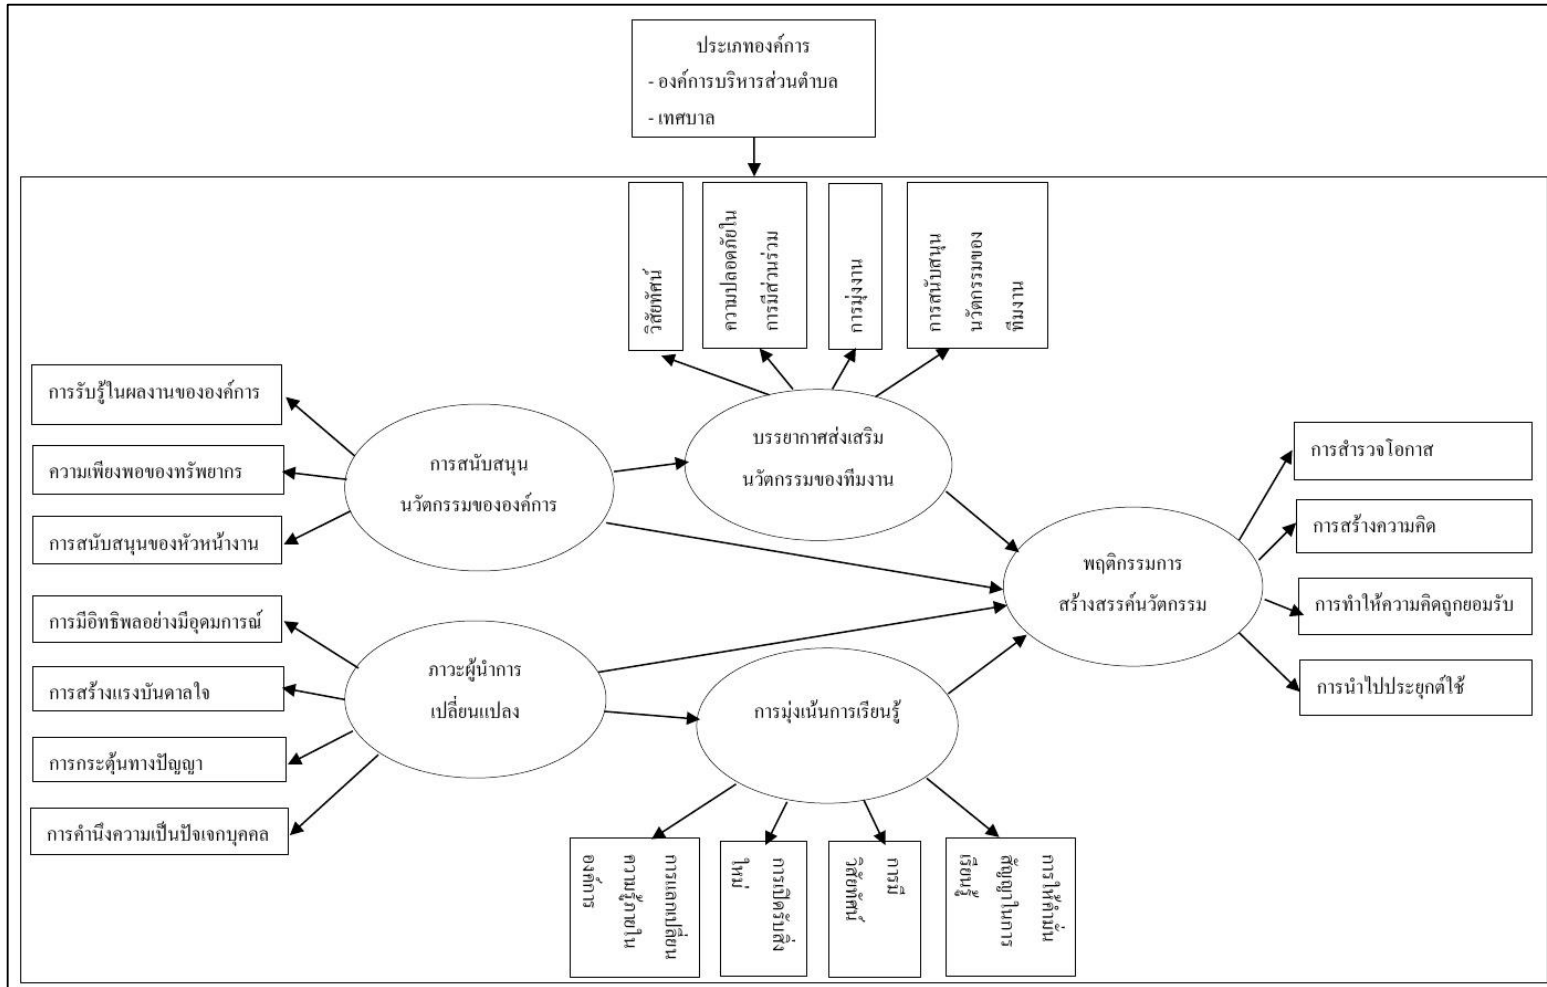 ประเภทองค์การ
- องค์การบริหารส่วนตำบล
- เทศบาล
วิสัยทัศน์
ความปลอดภัยใน
การมีส่วนร่วม
การมุ่งงาน
การสนับสนุน
นวัตกรรมของ
ทีมงาน
การรับรู้ในผลงานขององค์การ
ความเพียงพอของทรัพยากร
การสนับสนุนของหัวหน้างาน
การสนับสนุน
นวัตกรรมขององค์การ
บรรยากาศส่งเสริม
นวัตกรรมของทีมงาน
การมีอิทธิพลอย่างมีอุดมการณ์
การสร้างแรงบันดาลใจ
การกระตุ้นทางปัญญา
การคำนึงความเป็นปัจเจกบุคคล
ภาวะผู้นำการ
เปลี่ยนแปลง
การมุ่งเน้นการเรียนรู้
พฤติกรรมการ
สร้างสรรค์นวัตกรรม
การสำรวจโอกาส
การสร้างความคิด
การทำให้ความคิดถูกยอมรับ
การนำไปประยุกต์ใช้
การแลกเปลี่ยน
ความรู้ภายใน
องค์การ
การเปิดรับสิ่ง
ใหม่
การมี
วิสัยทัศน์
การให้คำมั่น
สัญญาในการ
เรียนรู้